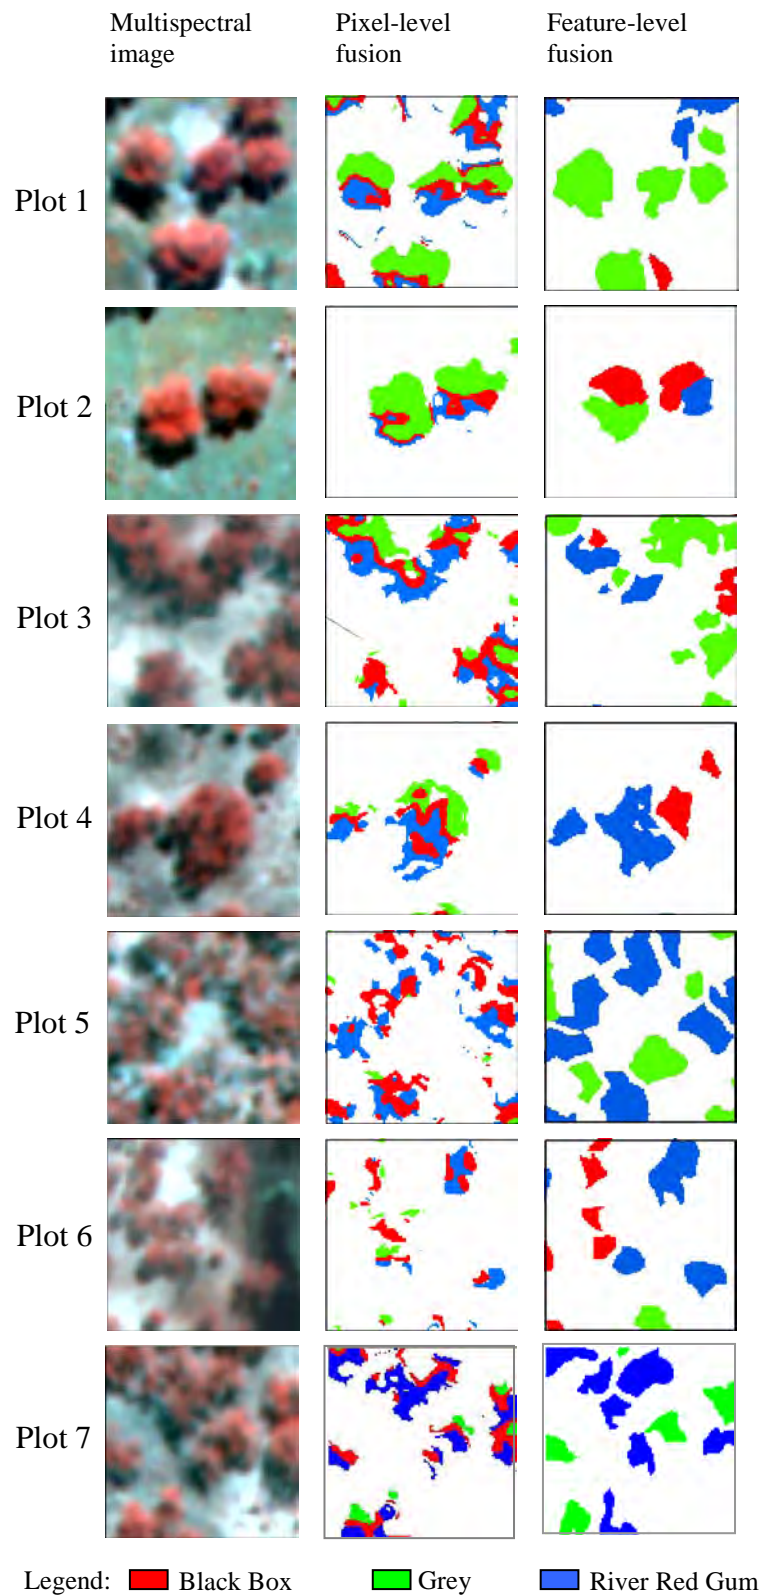 Multispectral image
Pixel-level fusion
Feature-level fusion
Plot 1
Plot 2
Plot 3
Plot 4
Plot 5
Plot 6
Plot 7
Legend: Black Box Grey River Red Gum